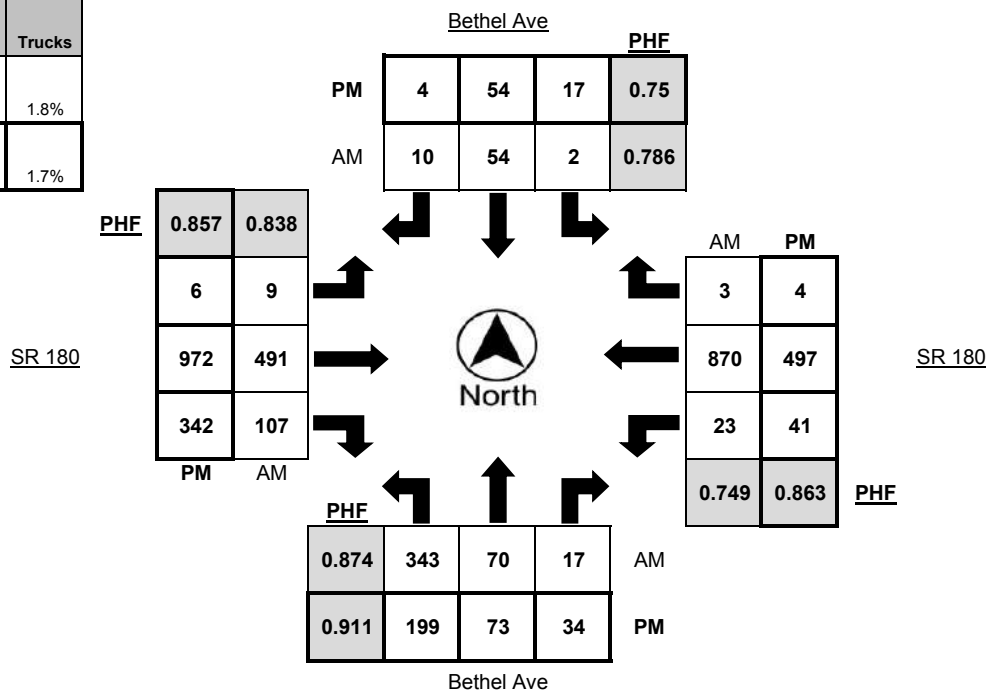 Bethel Ave
Trucks
PHF
PM 4 54 17 0.75
1.8%
AM 10 54 2 0.786
1.7%
PHF 0.857 0.838
AM PM
6 9
3 4
SR 180
972 491
870 497
SR 180
North
342 107
23 41
PM AM
0.749 0.863 PHF
PHF
0.874 343 70 17 AM
0.911 199 73 34 PM
Bethel Ave